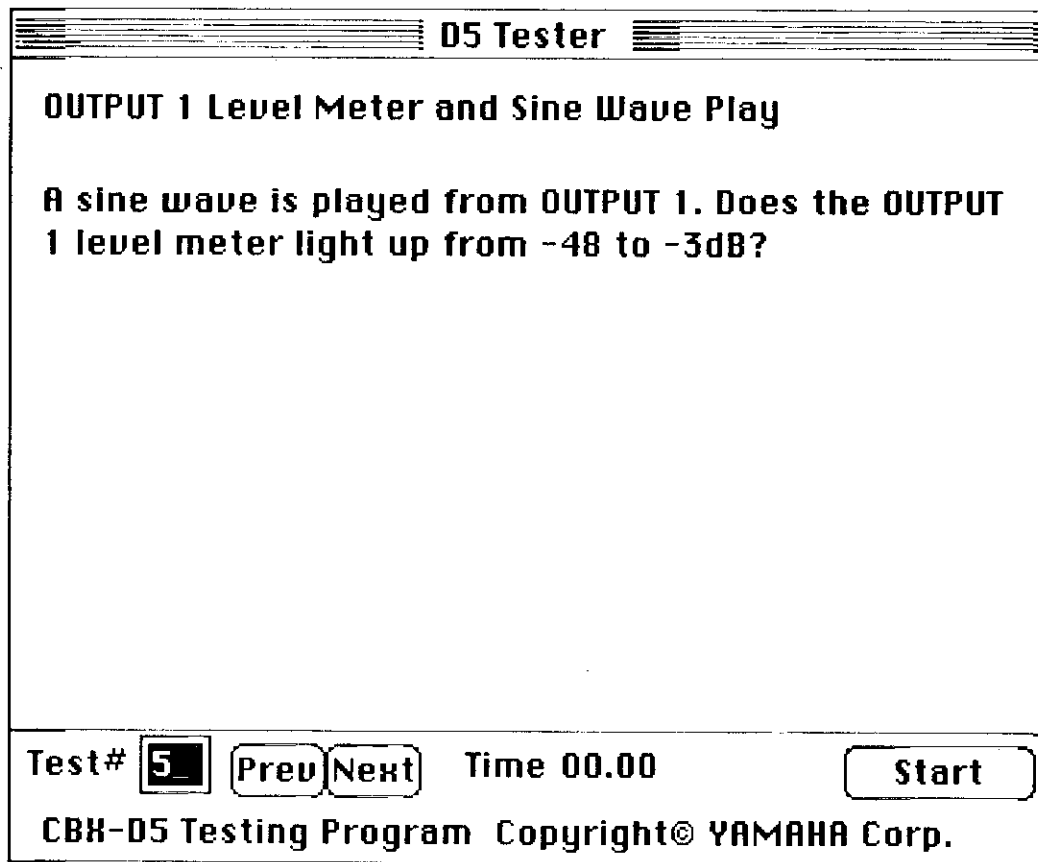 D5 Tester
OUTPUT 1 Level Meter and Sine Wave Play
A sine wave is played from OUTPUT 1. Does the OUTPUT
1 level meter light up from -48 to -3dB?
Test# 5_ Prev Next Time 00.00 Start
CBX-D5 Testing Program Copyright© YAMAHA Corp.